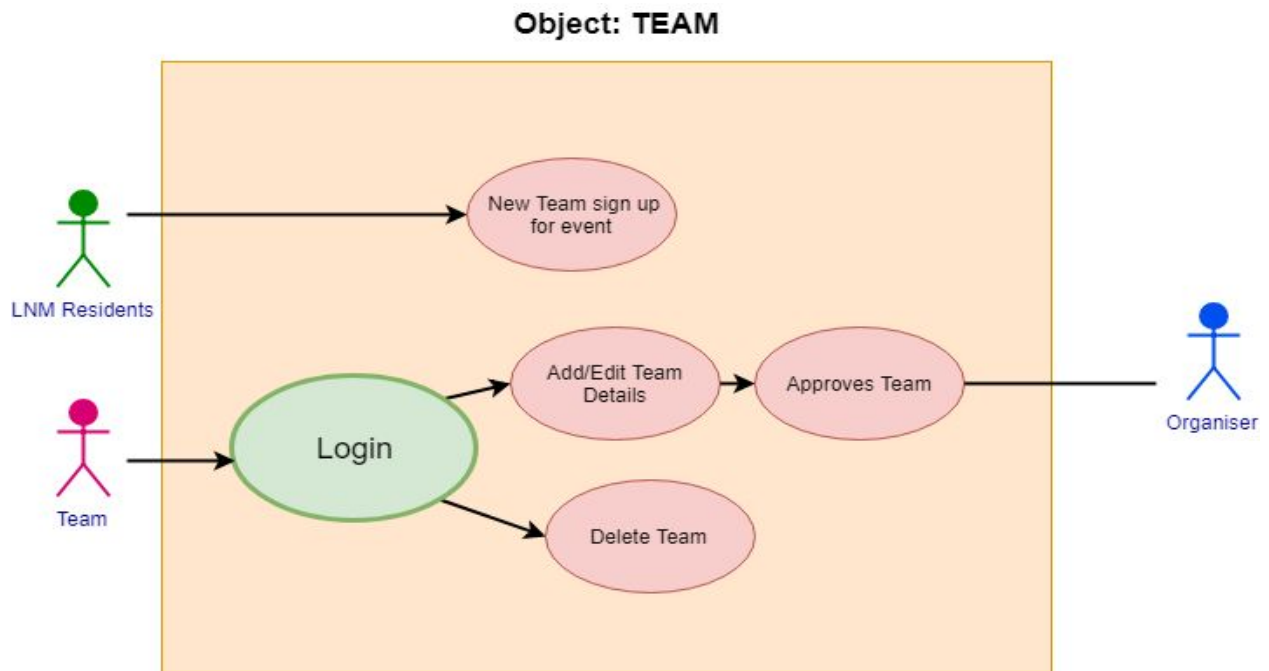 Object: TEAM
New Team sign up
for event
LNM Residents
Add/Edit Team
Details
Approves Team
Organiser
Login
Team
Delete Team